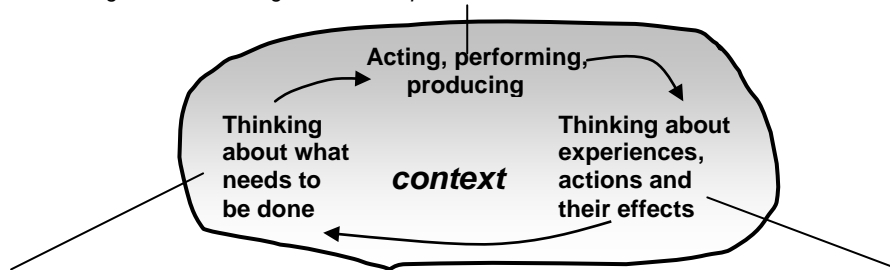 Acting, performing,
producing
Thinking
about what
needs to
be done
context
Thinking about
experiences,
actions and
their effects